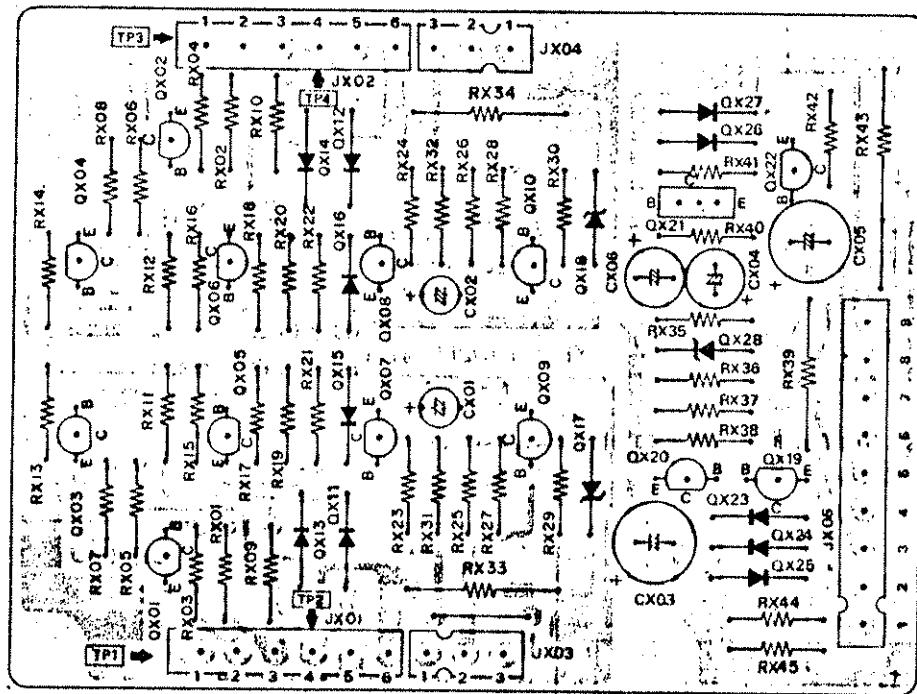 1 2 3 4 5 6 3 2 1
TP3 JX02 JX04
TP4
QX02
RX04
RX08
RX06
RX10
RX02
QX14
QX12
RX34
RX24
RX32
RX26
RX28
QX10
RX30
QX27
QX26
RX41
QX22
RX42
RX43
RX14
QX04
E
C
B
RX12
RX16
QX06
RX18
RX20
RX22
QX16
QX08
CX02
QX18
CX06
B C E
QX21
RX40
CX04
CX05
RX35
QX28
RX36
RX37
RX38
RX39
RX13
QX03
RX11
RX15
QX05
RX17
RX19
RX21
QX15
QX07
CX01
QX09
QX17
QX20
QX19
QX23
QX24
QX25
CX03
RX07
RX05
QX01
RX03
RX01
RX09
QX13
QX11
RX23
RX31
RX25
RX27
RX29
RX33
RX44
RX45
JX06
8
7
6
5
4
3
2
1
TP1 JX01 JX03
1 2 3 4 5 6 1 2 3